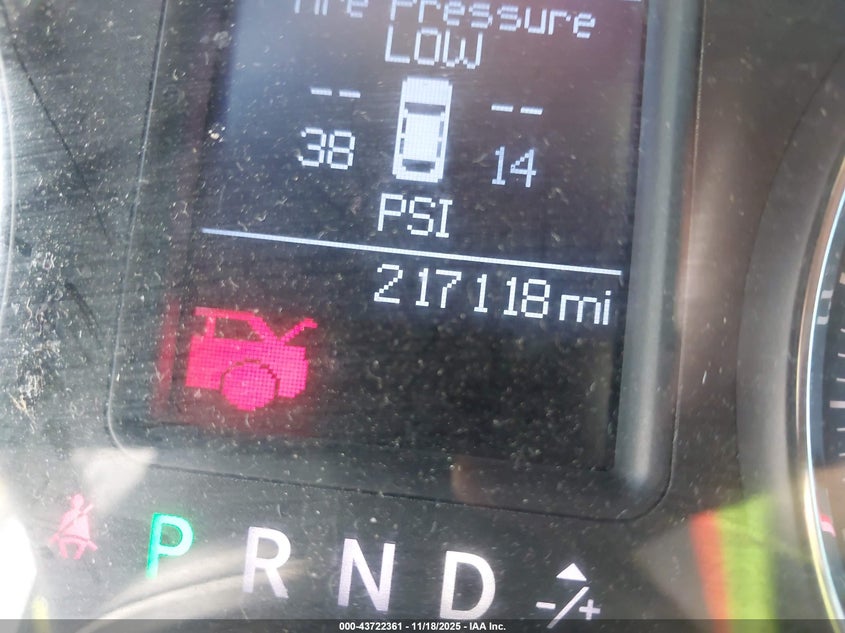 Tire Pressure
LOW
-- --
38 14
PSI
217118 mi
P R N D -/+
000-43722361 - 11/18/2025 - IAA Inc.